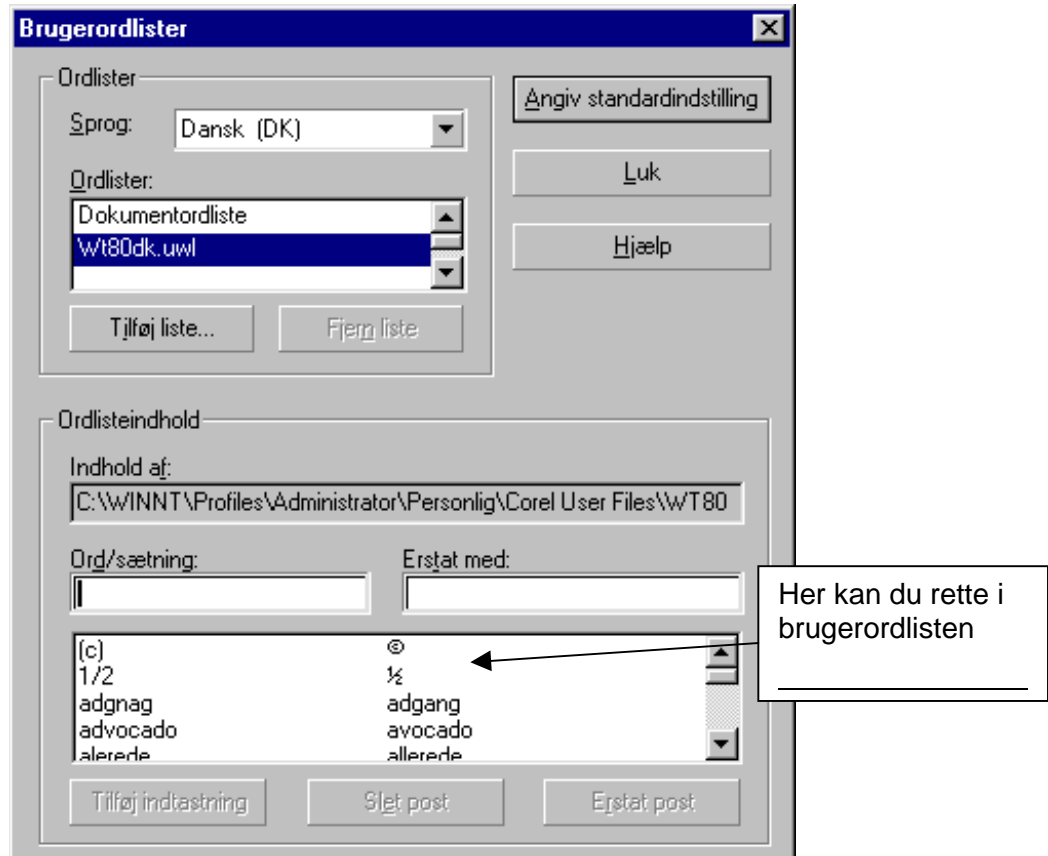 Brugerordlister
Ordlister
Angiv standardindstilling
Sprog:
Dansk (DK)
Luk
Ordlister:
Dokumentordliste
Wt80dk.uwl
Hjælp
Tilføj liste...
Fjern liste
Ordlisteindhold
Indhold af:
C:\WINNT\Profiles\Administrator\Personlig\Corel User Files\WT80
Ord/sætning:
Erstat med:
Her kan du rette i
brugerordlisten
(c) ©
1/2 ½
adgnag adgang
advocado avocado
alerede allerede
Tilføj indtastning
Slet post
Erstat post